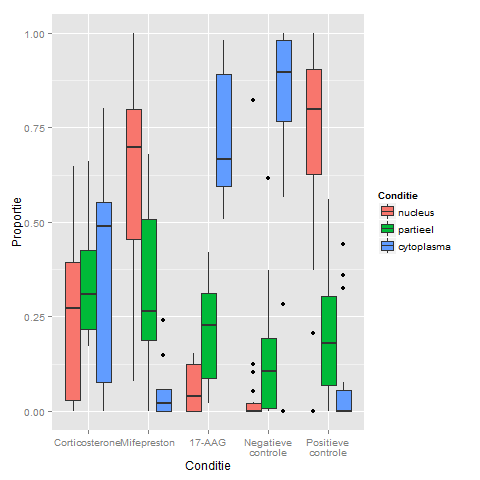 1.00
0.75
0.50
0.25
0.00
Proportie
Corticosterone Mifepreston 17-AAG Negatieve controle Positieve controle
Conditie
Conditie
nucleus
partieel
cytoplasma